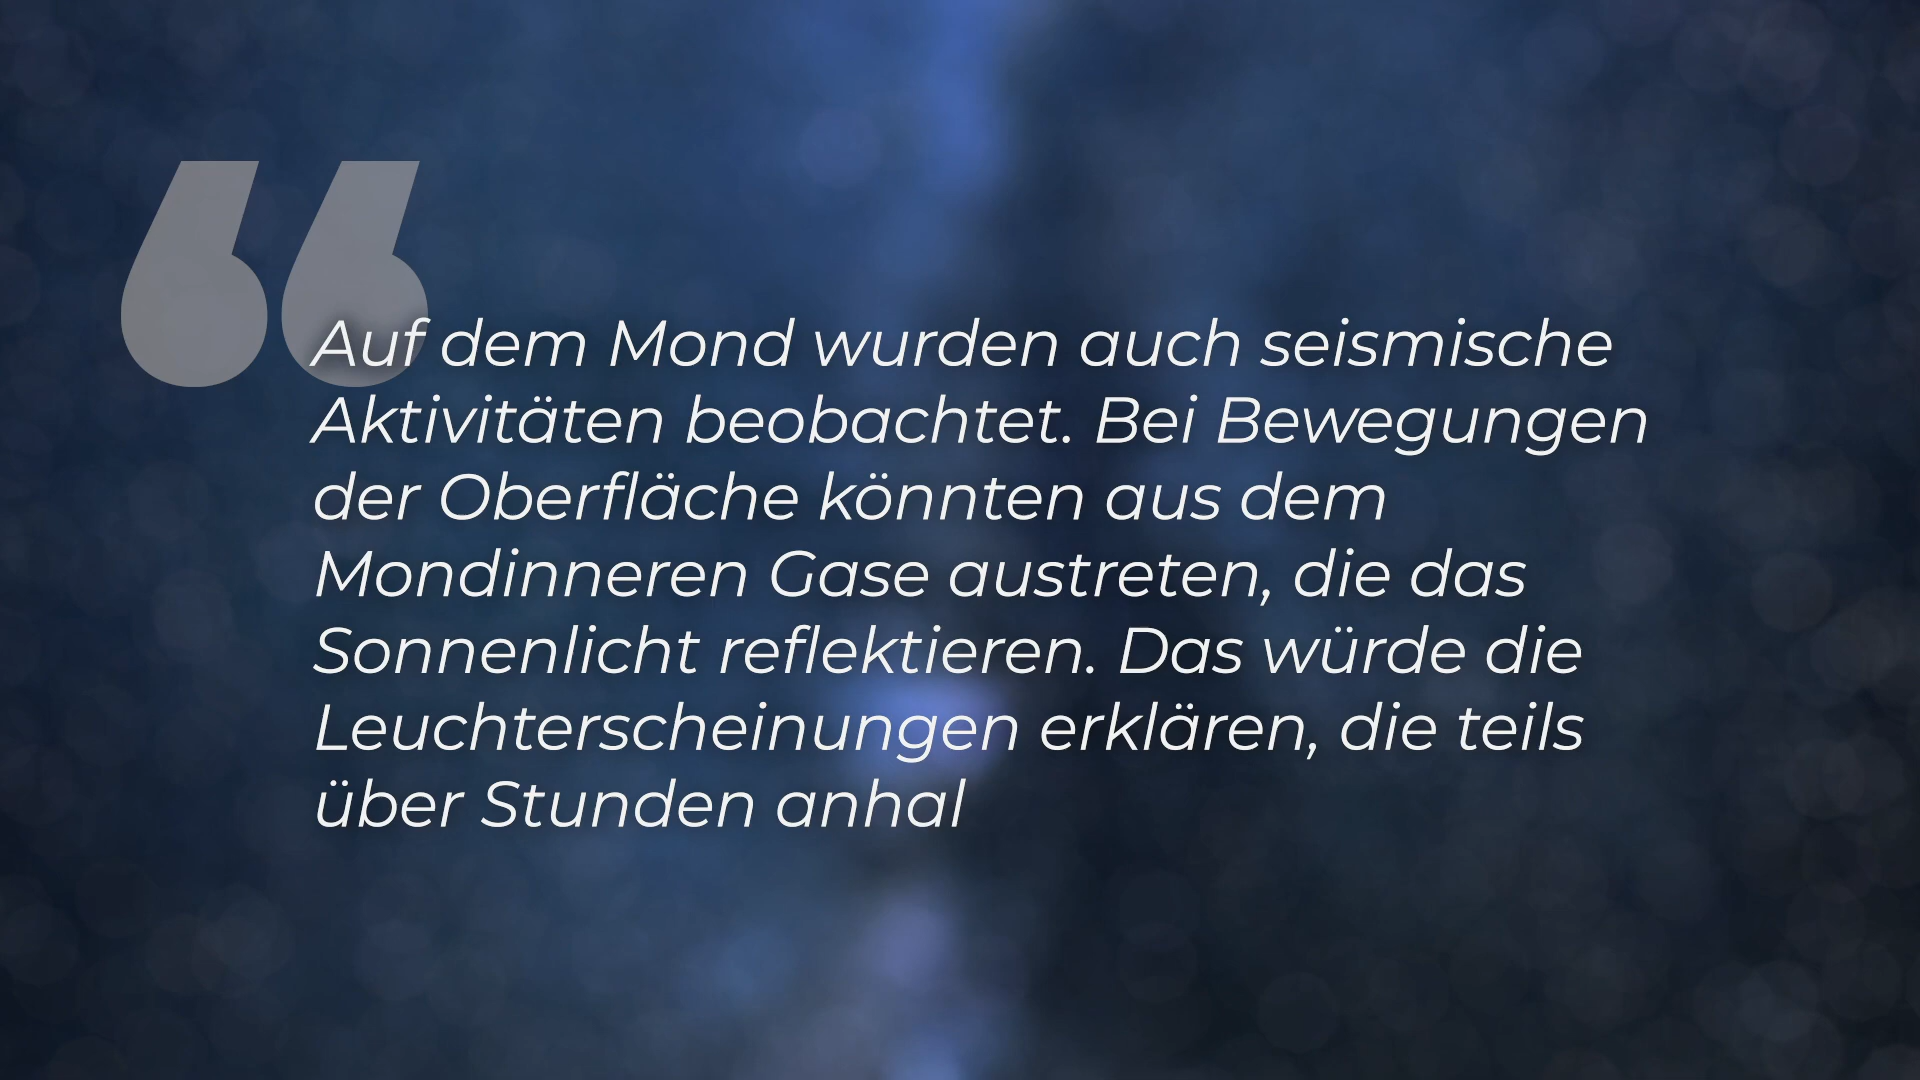 “
Auf dem Mond wurden auch seismische
Aktivitäten beobachtet. Bei Bewegungen
der Oberfläche könnten aus dem
Mondinneren Gase austreten, die das
Sonnenlicht reflektieren. Das würde die
Leuchterscheinungen erklären, die teils
über Stunden anhal